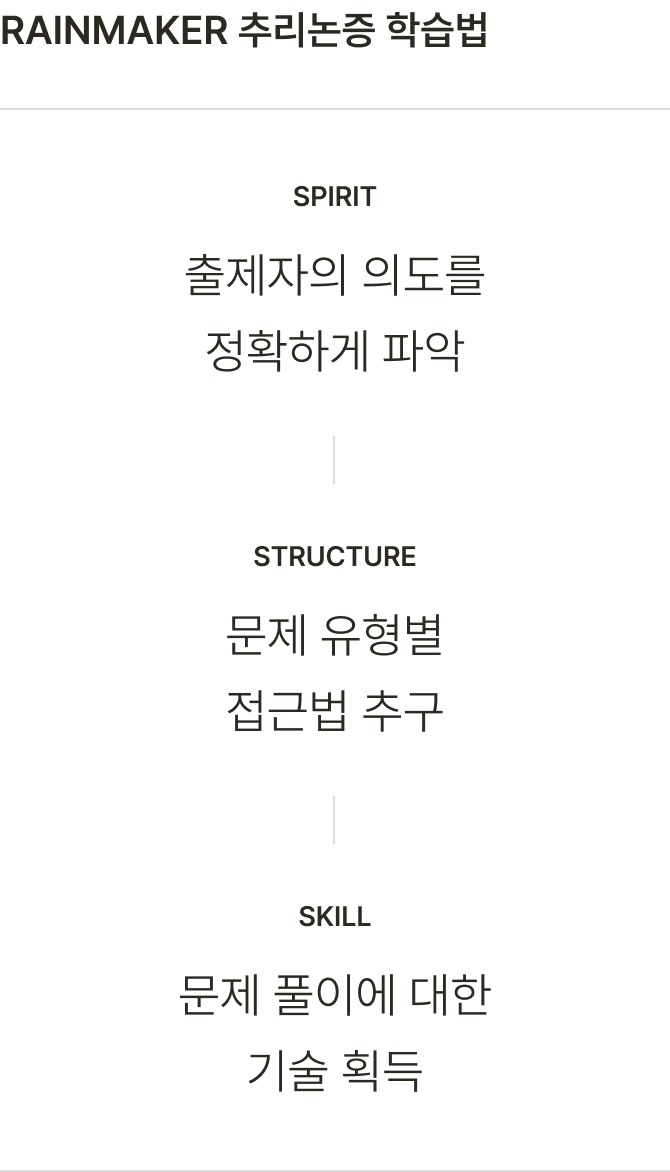 RAINMAKER 추리논증 학습법
SPIRIT
출제자의 의도를
정확하게 파악
STRUCTURE
문제 유형별
접근법 추구
SKILL
문제 풀이에 대한
기술 획득